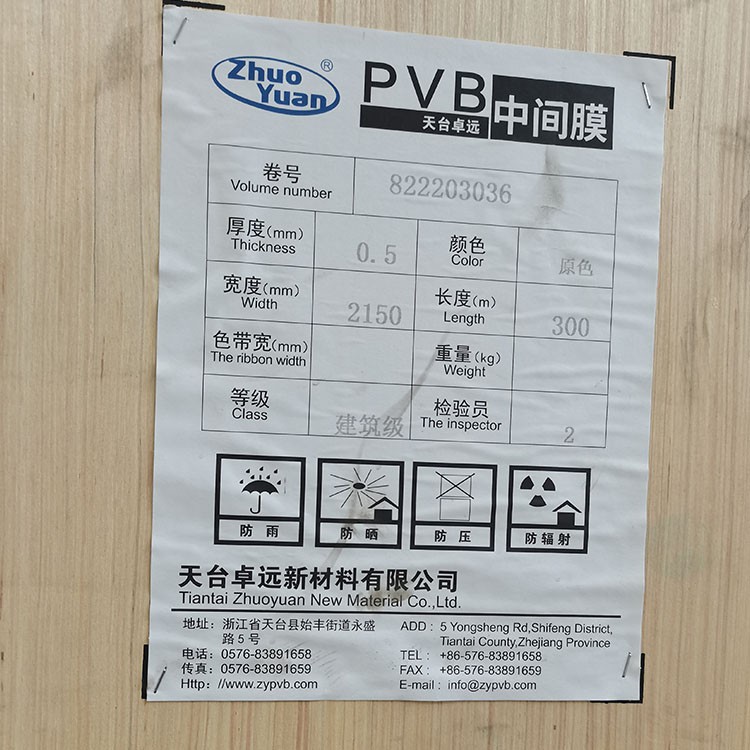 Zhuo Yuan ®
PVB
天台卓远 中间膜
卷号
Volume number
822203036
厚度(mm)
Thickness
0.5
颜色
Color
原色
宽度(mm)
Width
2150
长度(m)
Length
300
色带宽(mm)
The ribbon width
重量(kg)
Weight
等级
Class
建筑级
检验员
The inspector
2
防雨 防晒 防压 防辐射
天台卓远新材料有限公司
Tiantai Zhuoyuan New Material Co.,Ltd.
地址: 浙江省天台县始丰街道永盛
路5号
电话: 0576-83891658
传真: 0576-83891659
Http: //www.zypvb.com
ADD : 5 Yongsheng Rd,Shifeng District,
Tiantai County,Zhejiang Province
TEL : +86-576-83891658
FAX : +86-576-83891659
E-mail : info@zypvb.com